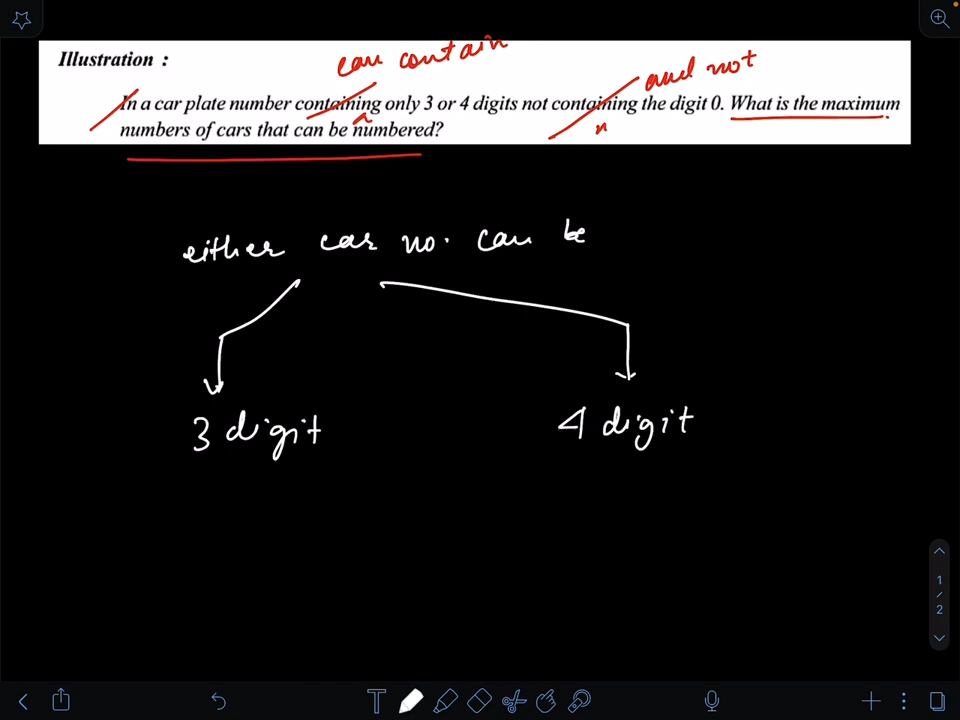 Illustration :
can contain
and not
In a car plate number containing only 3 or 4 digits not containing the digit 0. What is the maximum
numbers of cars that can be numbered?
either car no. can be
3 digit
4 digit
1
/
2
T